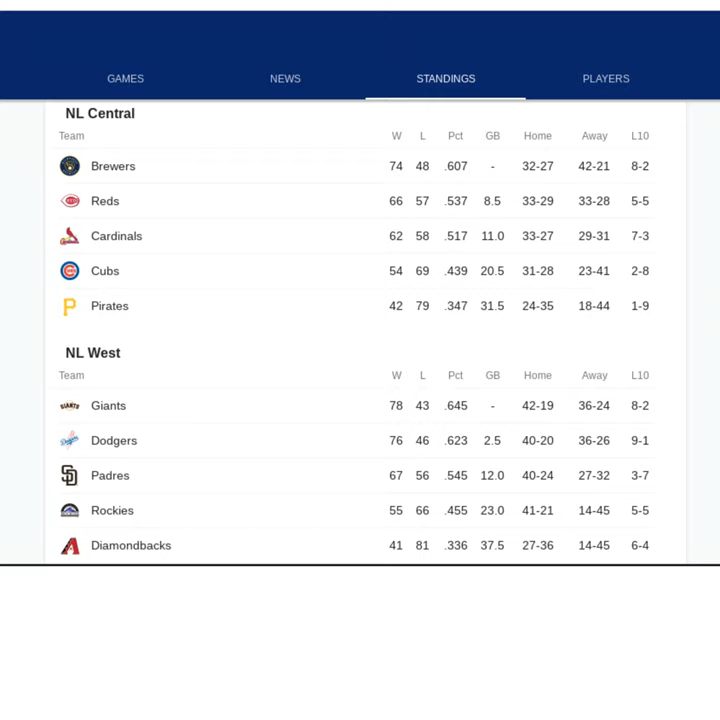 GAMES NEWS STANDINGS PLAYERS
NL Central
Team W L Pct GB Home Away L10
Brewers 74 48 .607 - 32-27 42-21 8-2
Reds 66 57 .537 8.5 33-29 33-28 5-5
Cardinals 62 58 .517 11.0 33-27 29-31 7-3
Cubs 54 69 .439 20.5 31-28 23-41 2-8
Pirates 42 79 .347 31.5 24-35 18-44 1-9
NL West
Team W L Pct GB Home Away L10
GIANTS Giants 78 43 .645 - 42-19 36-24 8-2
Dodgers Dodgers 76 46 .623 2.5 40-20 36-26 9-1
SD Padres 67 56 .545 12.0 40-24 27-32 3-7
Rockies 55 66 .455 23.0 41-21 14-45 5-5
A Diamondbacks 41 81 .336 37.5 27-36 14-45 6-4